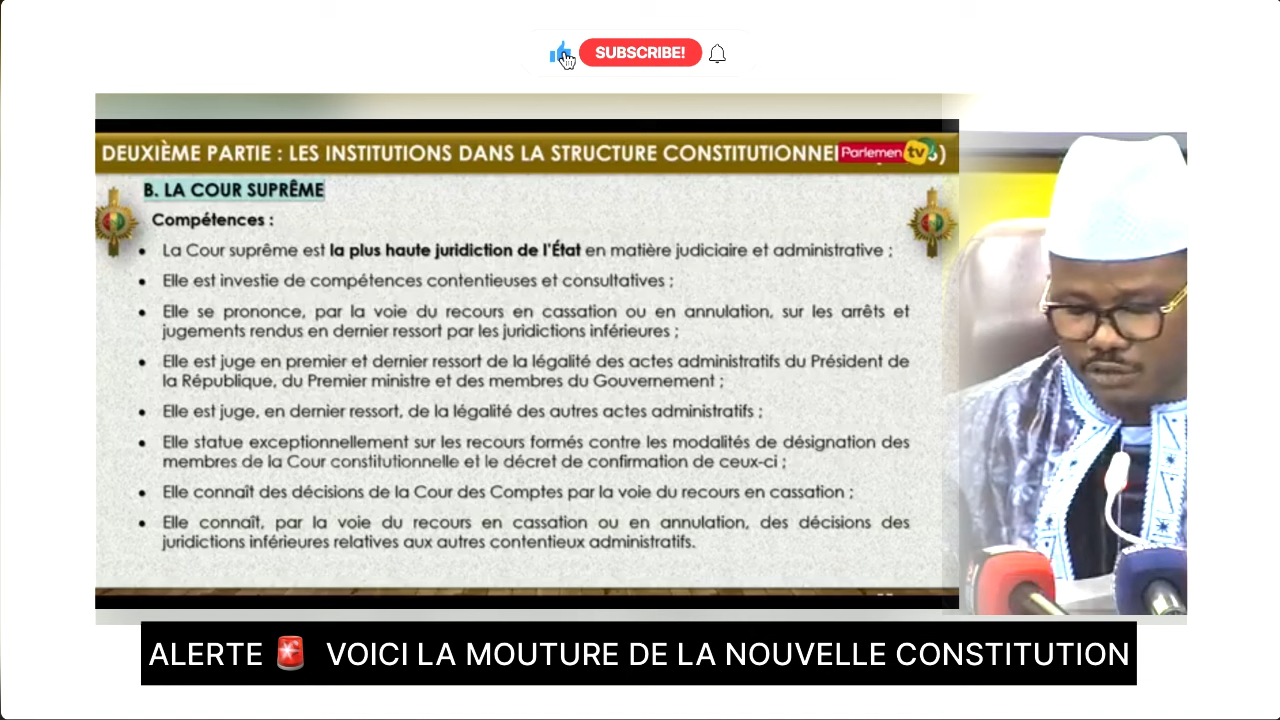 SUBSCRIBE!
DEUXIÈME PARTIE : LES INSTITUTIONS DANS LA STRUCTURE CONSTITUTIONNEL
Parlemen tv
B. LA COUR SUPRÊME
Compétences :
• La Cour suprême est la plus haute juridiction de l'État en matière judiciaire et administrative ;
• Elle est investie de compétences contentieuses et consultatives ;
• Elle se prononce, par la voie du recours en cassation ou en annulation, sur les arrêts et
jugements rendus en dernier ressort par les juridictions inférieures ;
• Elle est juge en premier et dernier ressort de la légalité des actes administratifs du Président de
la République, du Premier ministre et des membres du Gouvernement ;
• Elle est juge, en dernier ressort, de la légalité des autres actes administratifs ;
• Elle statue exceptionnellement sur les recours formés contre les modalités de désignation des
membres de la Cour constitutionnelle et le décret de confirmation de ceux-ci ;
• Elle connaît des décisions de la Cour des Comptes par la voie du recours en cassation ;
• Elle connaît, par la voie du recours en cassation ou en annulation, des décisions des
juridictions inférieures relatives aux autres contentieux administratifs.
ALERTE 🚨 VOICI LA MOUTURE DE LA NOUVELLE CONSTITUTION